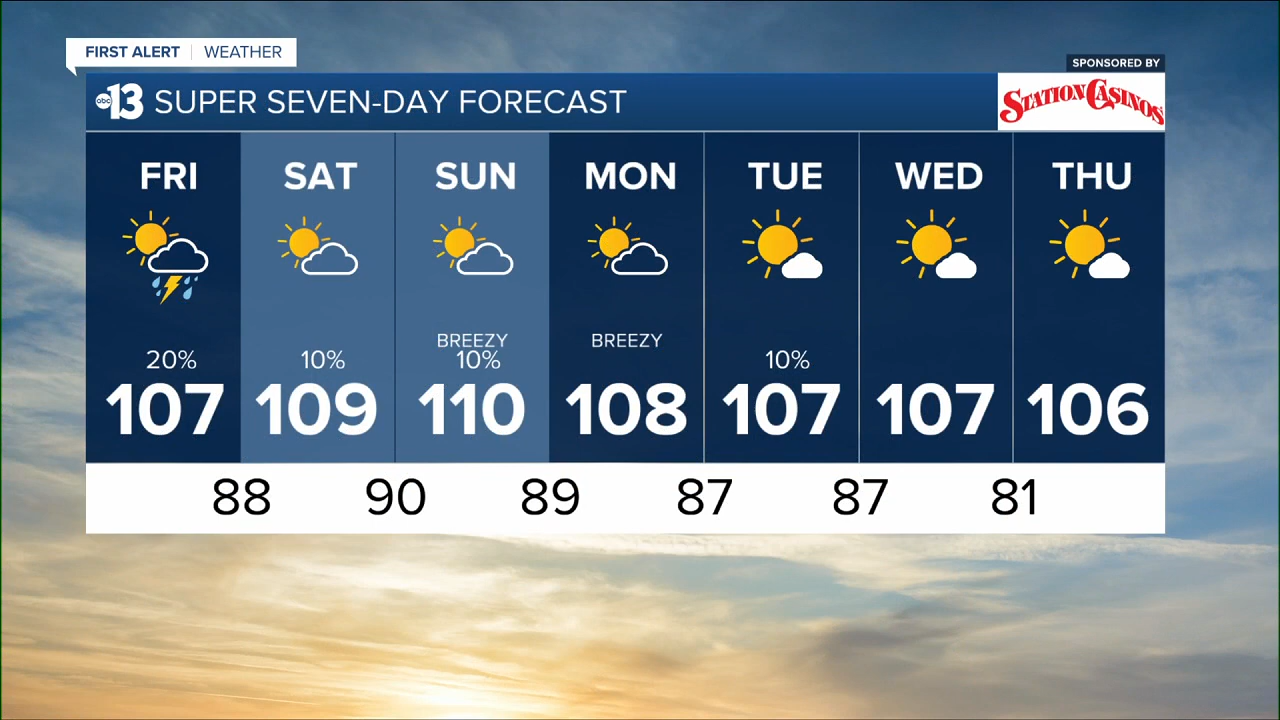 FIRST ALERT WEATHER
SPONSORED BY
abc 13 SUPER SEVEN-DAY FORECAST
STATION CASINOS
FRI SAT SUN MON TUE WED THU
BREEZY BREEZY
20% 10% 10% 10%
107 109 110 108 107 107 106
88 90 89 87 87 81